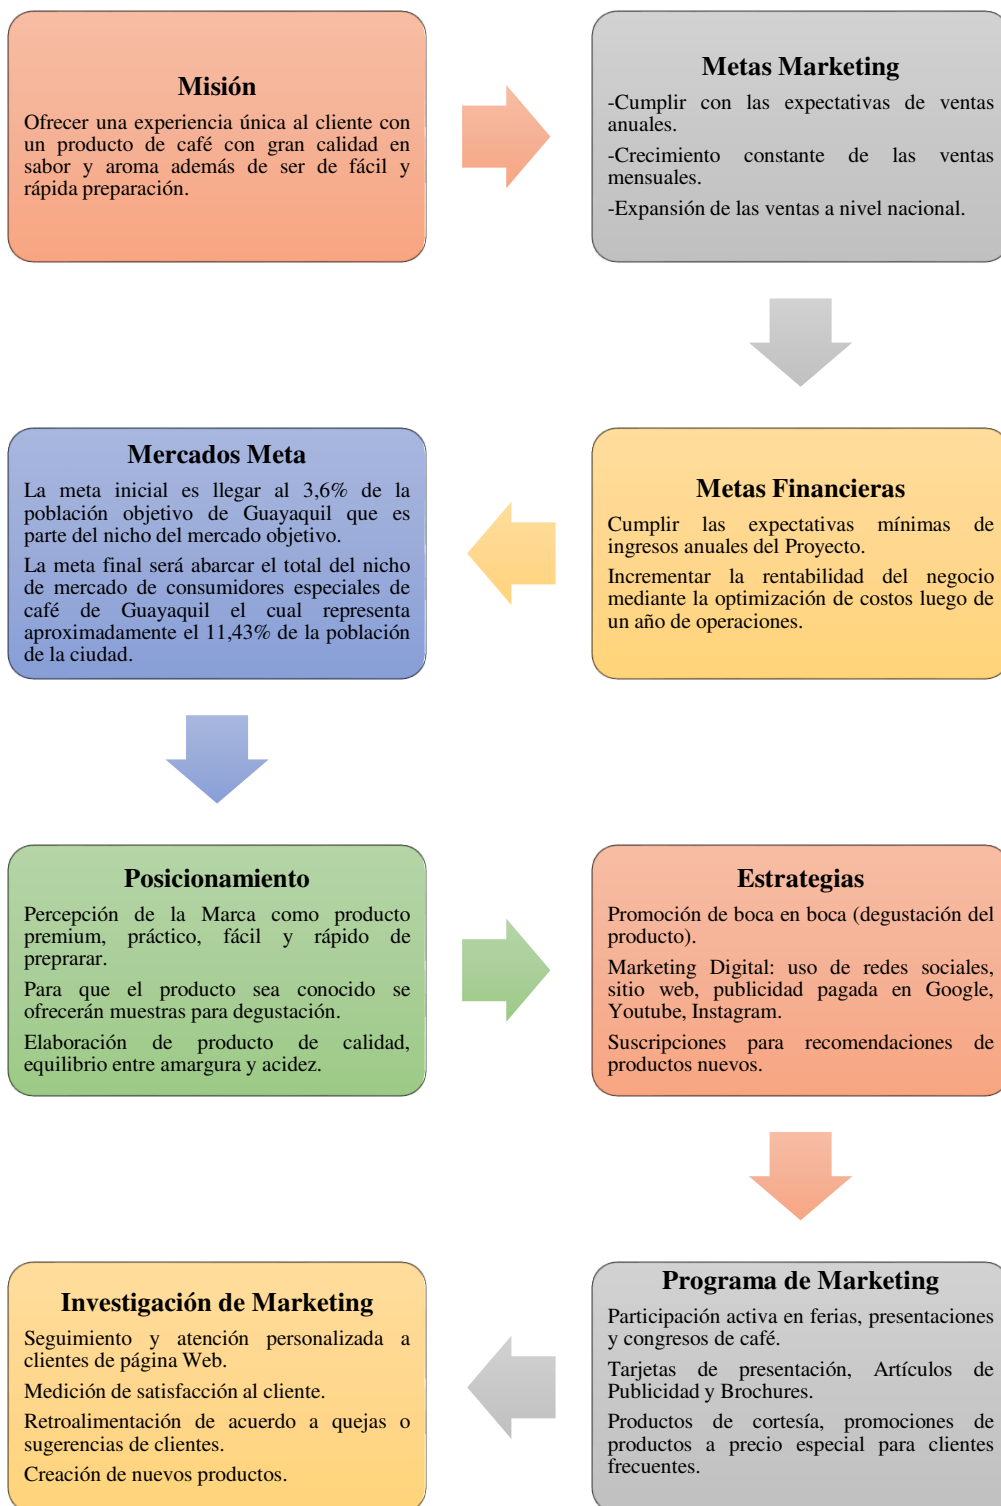 Misión
Ofrecer una experiencia única al cliente con
un producto de café con gran calidad en
sabor y aroma además de ser de fácil y
rápida preparación.
Metas Marketing
-Cumplir con las expectativas de ventas
anuales.
-Crecimiento constante de las ventas
mensuales.
-Expansión de las ventas a nivel nacional.
Metas Financieras
Cumplir las expectativas mínimas de
ingresos anuales del Proyecto.
Incrementar la rentabilidad del negocio
mediante la optimización de costos luego de
un año de operaciones.
Mercados Meta
La meta inicial es llegar al 3,6% de la
población objetivo de Guayaquil que es
parte del nicho del mercado objetivo.
La meta final será abarcar el total del nicho
de mercado de consumidores especiales de
café de Guayaquil el cual representa
aproximadamente el 11,43% de la población
de la ciudad.
Posicionamiento
Percepción de la Marca como producto
premium, práctico, fácil y rápido de
preprarar.
Para que el producto sea conocido se
ofrecerán muestras para degustación.
Elaboración de producto de calidad,
equilibrio entre amargura y acidez.
Estrategias
Promoción de boca en boca (degustación del
producto).
Marketing Digital: uso de redes sociales,
sitio web, publicidad pagada en Google,
Youtube, Instagram.
Suscripciones para recomendaciones de
productos nuevos.
Programa de Marketing
Participación activa en ferias, presentaciones
y congresos de café.
Tarjetas de presentación, Artículos de
Publicidad y Brochures.
Productos de cortesía, promociones de
productos a precio especial para clientes
frecuentes.
Investigación de Marketing
Seguimiento y atención personalizada a
clientes de página Web.
Medición de satisfacción al cliente.
Retroalimentación de acuerdo a quejas o
sugerencias de clientes.
Creación de nuevos productos.